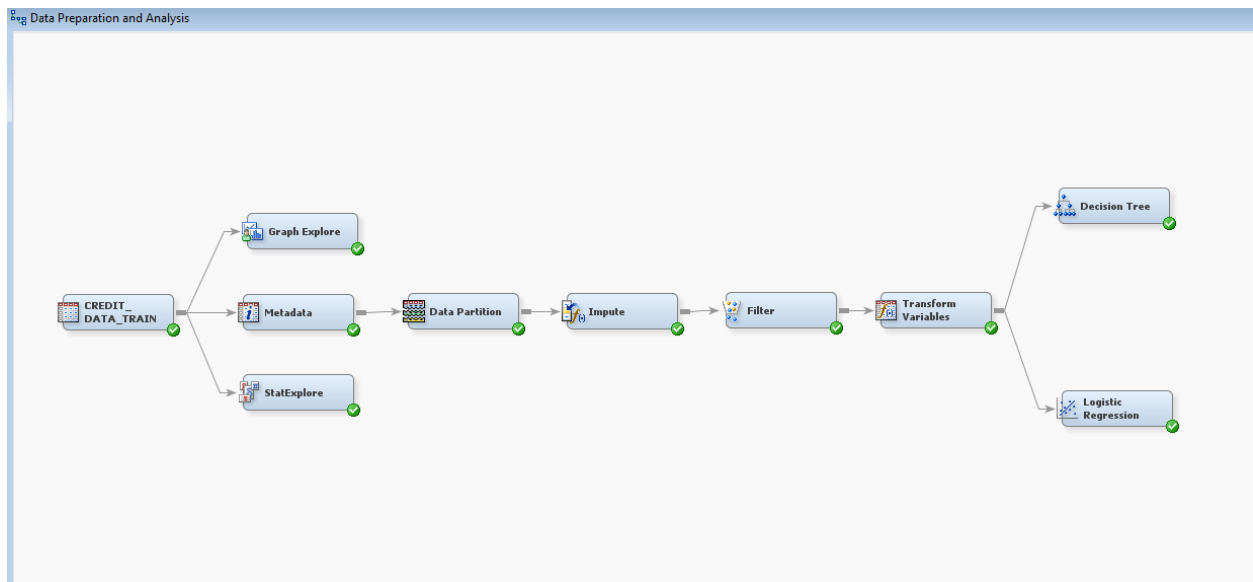 Data Preparation and Analysis
Graph Explore
CREDIT_
DATA_TRAIN
Metadata
Data Partition
Impute
Filter
Transform
Variables
StatExplore
Decision Tree
Logistic
Regression